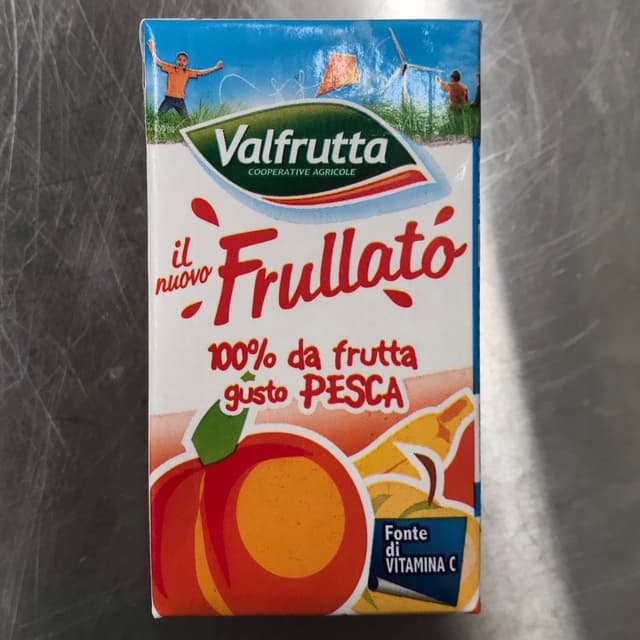 Valfrutta
COOPERATIVE AGRICOLE
il nuovo Frullato
100% da frutta
gusto PESCA
Fonte
di
VITAMINA C